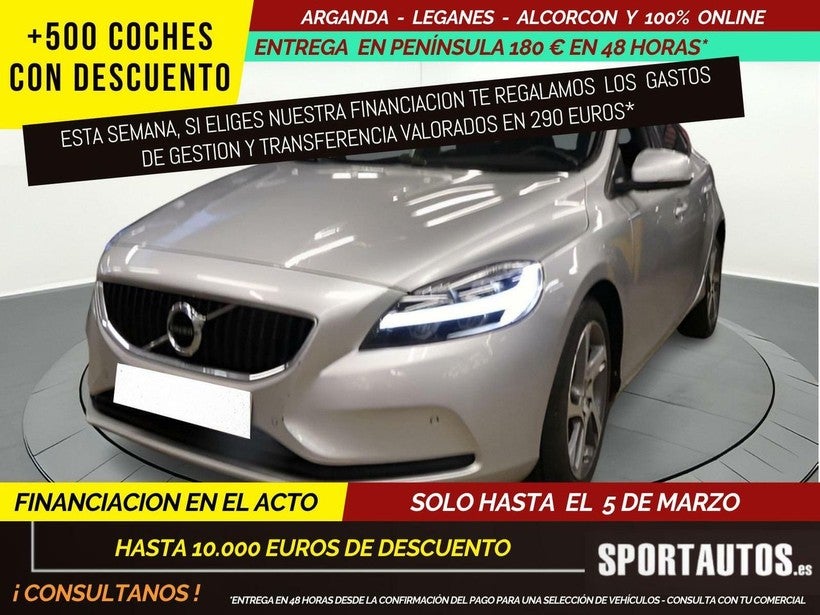 +500 COCHES
CON DESCUENTO
ARGANDA - LEGANES - ALCORCON Y 100% ONLINE
ENTREGA EN PENÍNSULA 180 € EN 48 HORAS*
ESTA SEMANA, SI ELIGES NUESTRA FINANCIACION TE REGALAMOS LOS GASTOS
DE GESTION Y TRANSFERENCIA VALORADOS EN 290 EUROS*
VOLVO
FINANCIACION EN EL ACTO
SOLO HASTA EL 5 DE MARZO
HASTA 10.000 EUROS DE DESCUENTO
SPORTAUTOS.es
¡ CONSULTANOS !
*ENTREGA EN 48 HORAS DESDE LA CONFIRMACIÓN DEL PAGO PARA UNA SELECCIÓN DE VEHÍCULOS - CONSULTA CON TU COMERCIAL